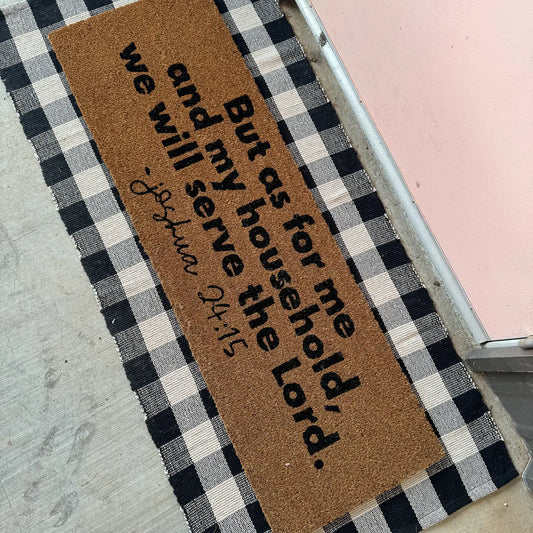 But as for me
and my household,
we will serve the Lord.
-Joshua 24:15